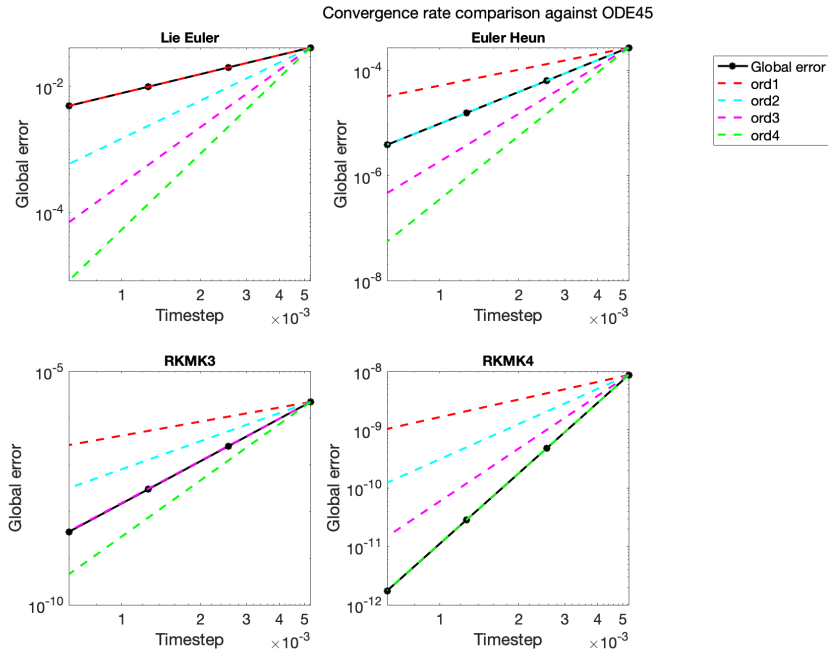 Convergence rate comparison against ODE45
Lie Euler
Global error
10⁻²
10⁻⁴
1 2 3 4 5
Timestep ×10⁻³
Euler Heun
Global error
10⁻⁴
10⁻⁶
10⁻⁸
1 2 3 4 5
Timestep ×10⁻³
Global error
ord1
ord2
ord3
ord4
RKMK3
Global error
10⁻⁵
10⁻¹⁰
1 2 3 4 5
Timestep ×10⁻³
RKMK4
Global error
10⁻⁸
10⁻⁹
10⁻¹⁰
10⁻¹¹
10⁻¹²
1 2 3 4 5
Timestep ×10⁻³